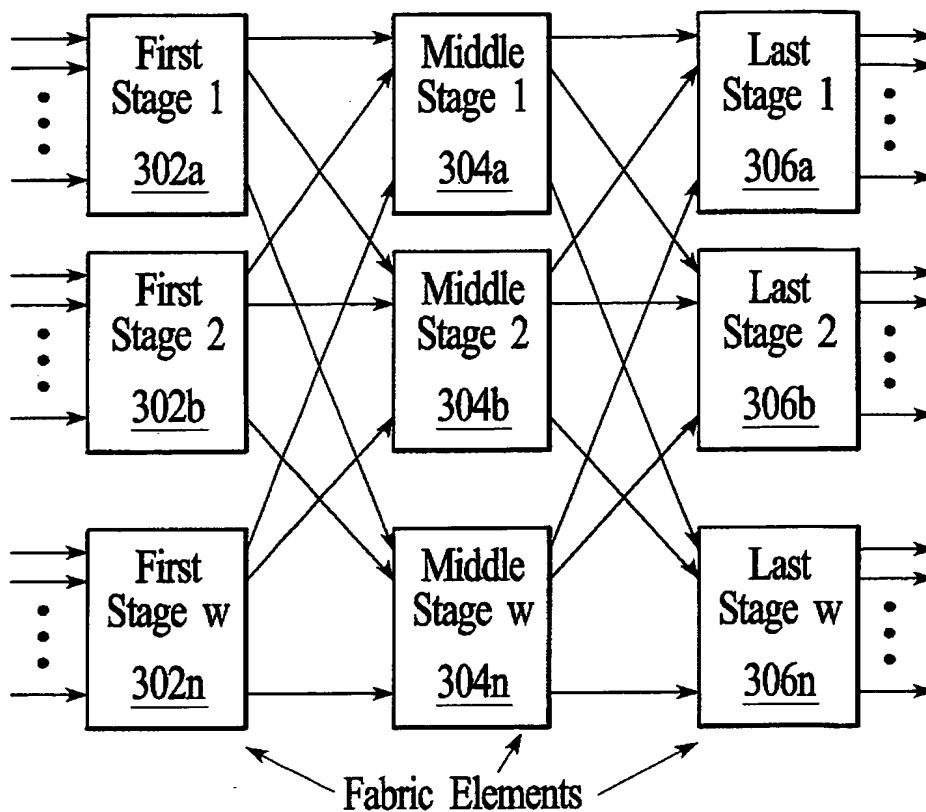 First
Stage 1
302a
Middle
Stage 1
304a
Last
Stage 1
306a
First
Stage 2
302b
Middle
Stage 2
304b
Last
Stage 2
306b
First
Stage w
302n
Middle
Stage w
304n
Last
Stage w
306n
Fabric Elements